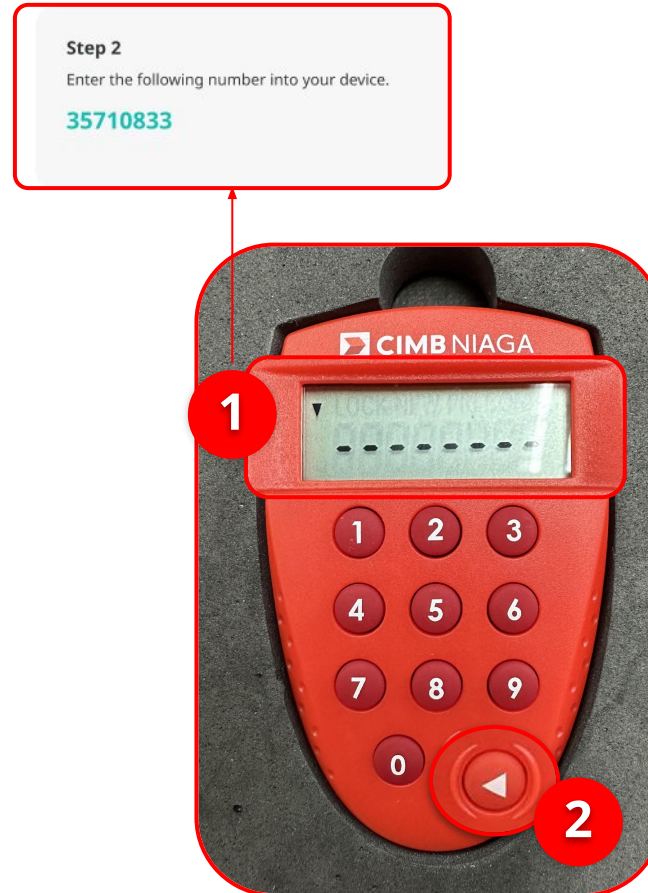 Step 2
Enter the following number into your device.
35710833
CIMB NIAGA
1
1 2 3
4 5 6
7 8 9
0
2